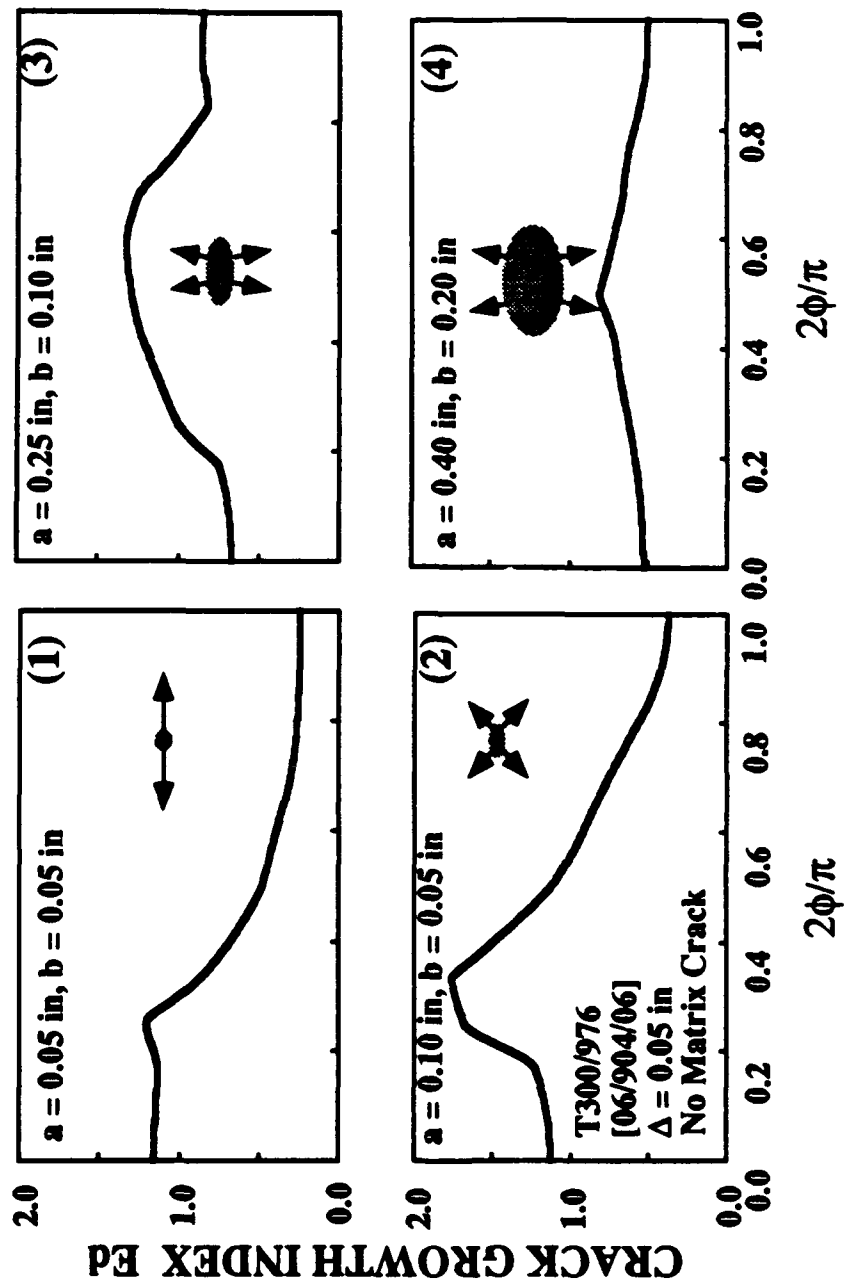 CRACK GROWTH INDEX Ed
2.0
1.0
0.0
a = 0.05 in, b = 0.05 in
(1)
a = 0.25 in, b = 0.10 in
(3)
2.0
1.0
0.0
a = 0.10 in, b = 0.05 in
(2)
T300/976
[06/904/06]
Δ = 0.05 in
No Matrix Crack
a = 0.40 in, b = 0.20 in
(4)
0.0 0.2 0.4 0.6 0.8 1.0
2ϕ/π
0.0 0.2 0.4 0.6 0.8 1.0
2ϕ/π